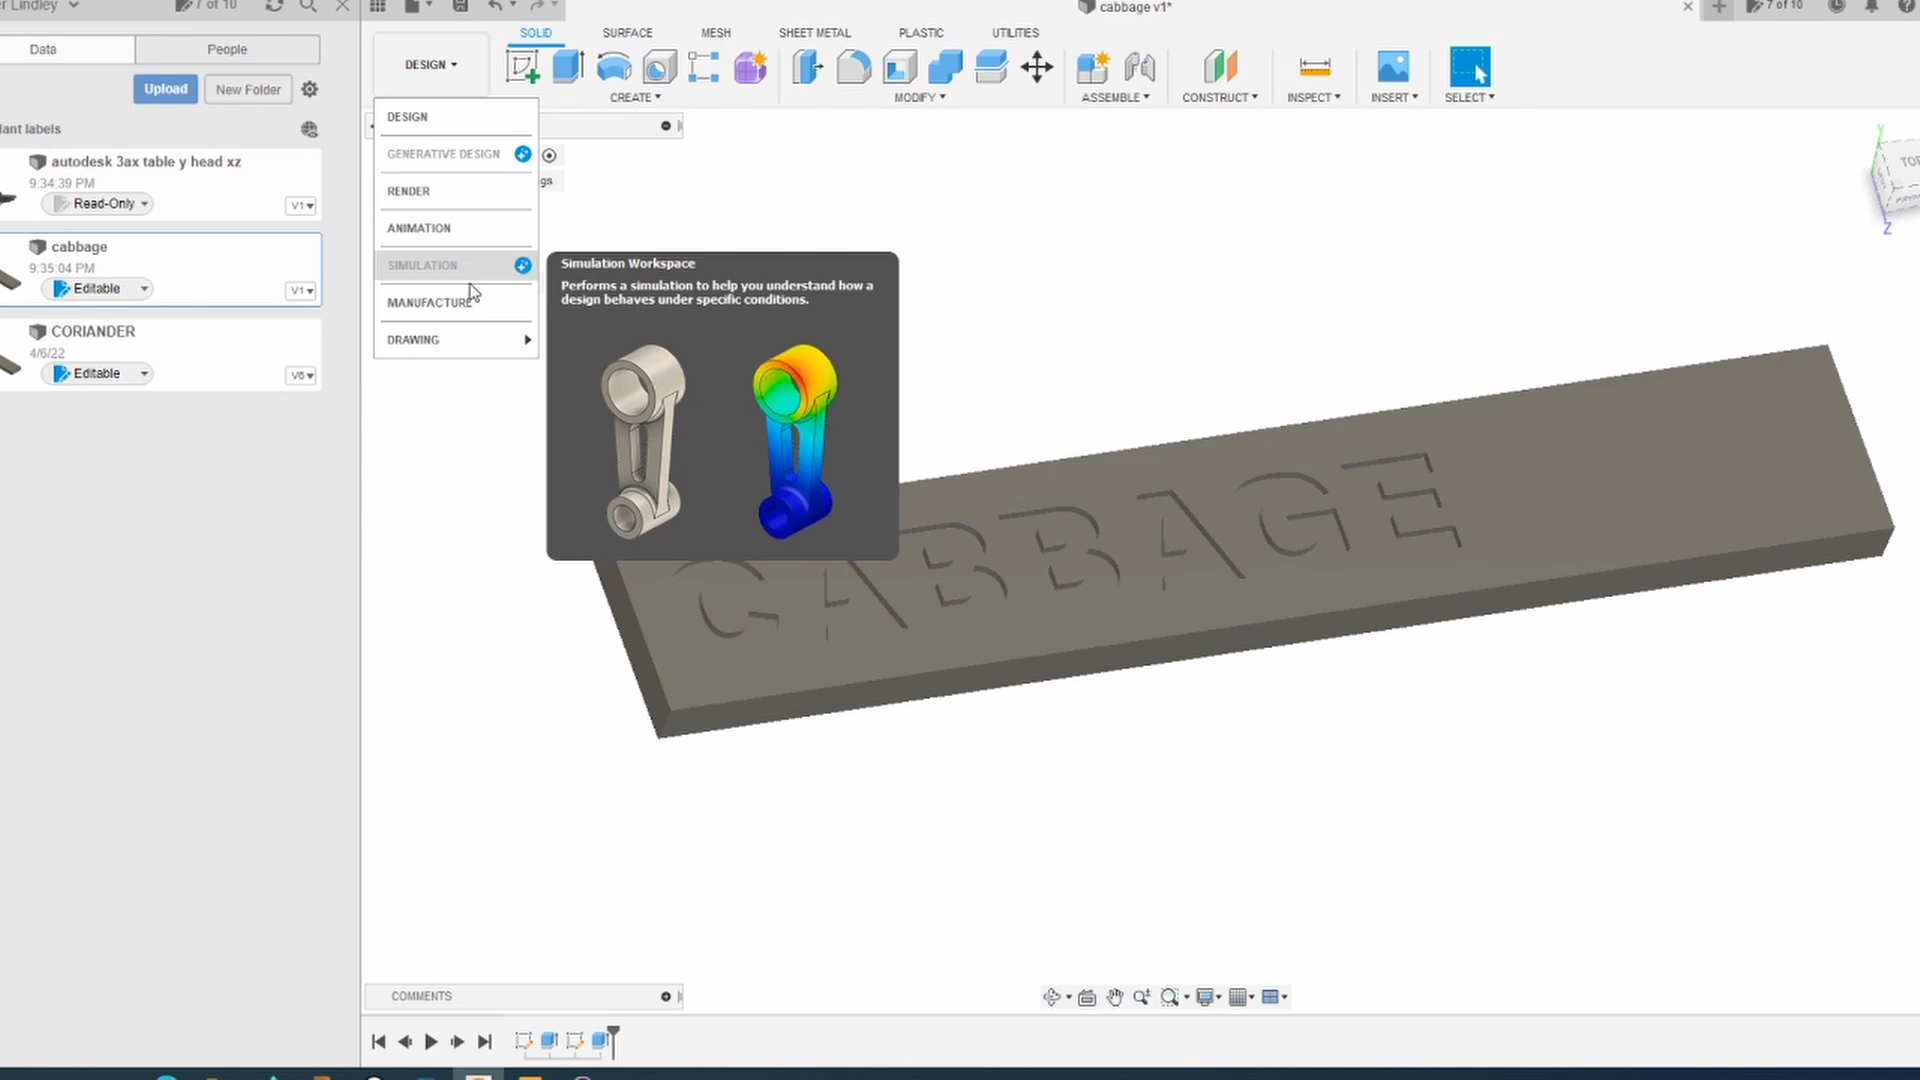 er Lindley
7 of 10
cabbage v1*
7 of 10
Data
People
Upload
New Folder
lant labels
autodesk 3ax table y head xz
9:34:39 PM
Read-Only
V1
cabbage
9:35:04 PM
Editable
V1
CORIANDER
4/6/22
Editable
V6
SOLID
SURFACE
MESH
SHEET METAL
PLASTIC
UTILITIES
DESIGN
CREATE
MODIFY
ASSEMBLE
CONSTRUCT
INSPECT
INSERT
SELECT
DESIGN
GENERATIVE DESIGN
RENDER
ANIMATION
SIMULATION
MANUFACTURE
DRAWING
gs
Simulation Workspace
Performs a simulation to help you understand how a
design behaves under specific conditions.
CABBAGE
Y
TOP
Z
COMMENTS